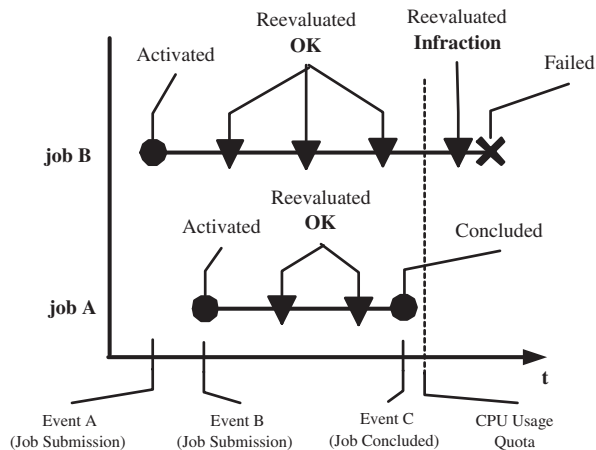 Reevaluated
OK
Reevaluated
Infraction
Activated
Failed
job B
Reevaluated
OK
Activated
Concluded
job A
t
Event A
(Job Submission)
Event B
(Job Submission)
Event C
(Job Concluded)
CPU Usage
Quota